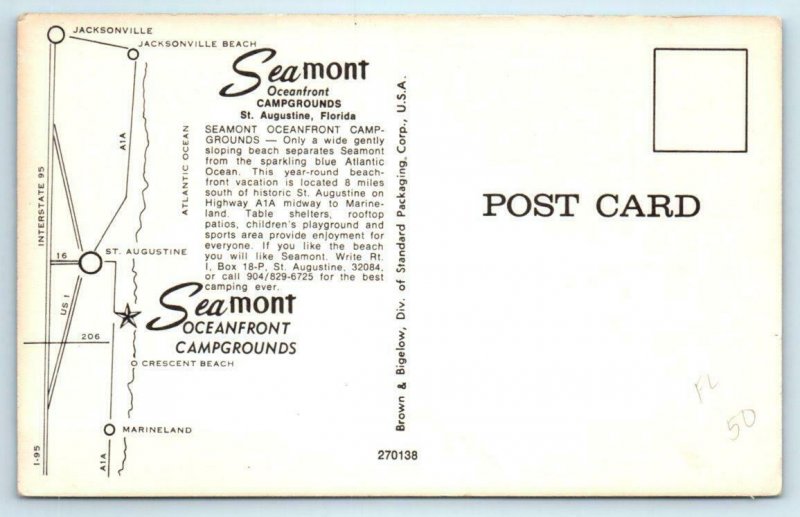 JACKSONVILLE
JACKSONVILLE BEACH
A1A
ATLANTIC OCEAN
INTERSTATE 95
16
ST. AUGUSTINE
US 1
206
CRESCENT BEACH
MARINELAND
I-95
A1A
Seamont
Oceanfront
CAMPGROUNDS
St. Augustine, Florida
SEAMONT OCEANFRONT CAMP-
GROUNDS — Only a wide gently
sloping beach separates Seamont
from the sparkling blue Atlantic
Ocean. This year-round beach-
front vacation is located 8 miles
south of historic St. Augustine on
Highway A1A midway to Marine-
land. Table shelters, rooftop
patios, children's playground and
sports area provide enjoyment for
everyone. If you like the beach
you will like Seamont. Write Rt.
I, Box 18-P, St. Augustine, 32084,
or call 904/829-6725 for the best
camping ever.
Seamont
OCEANFRONT
CAMPGROUNDS
Brown & Bigelow, Div. of Standard Packaging, Corp., U.S.A.
270138
POST CARD
FL
50